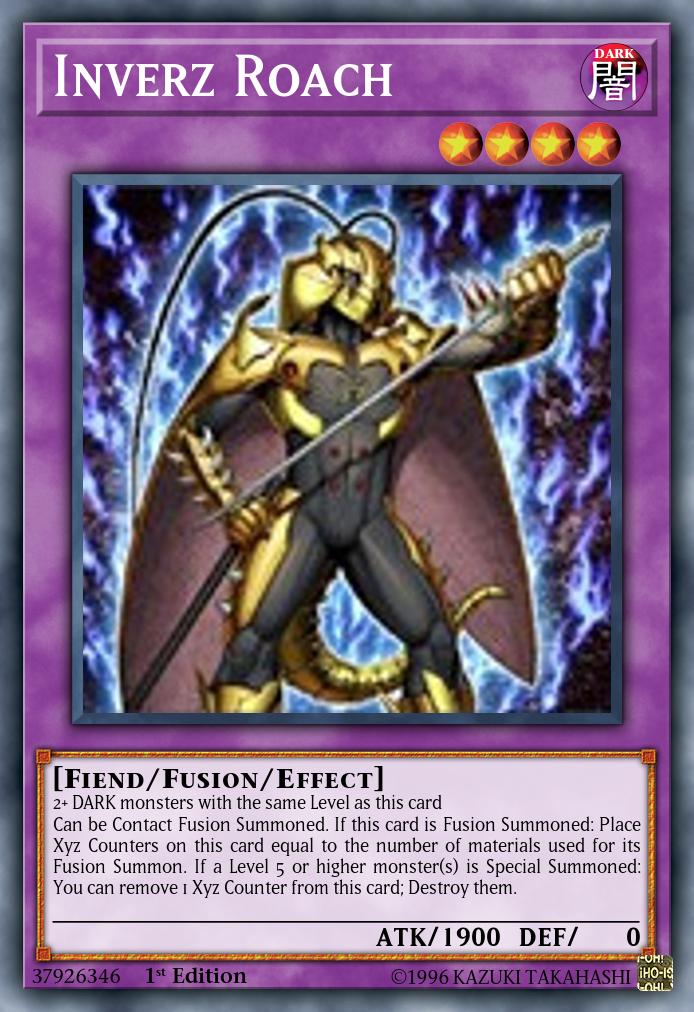 Inverz Roach
DARK
闇
[Fiend/Fusion/Effect]
2+ DARK monsters with the same Level as this card
Can be Contact Fusion Summoned. If this card is Fusion Summoned: Place
Xyz Counters on this card equal to the number of materials used for its
Fusion Summon. If a Level 5 or higher monster(s) is Special Summoned:
You can remove 1 Xyz Counter from this card; Destroy them.
ATK/1900 DEF/ 0
37926346 1st Edition ©1996 KAZUKI TAKAHASHI